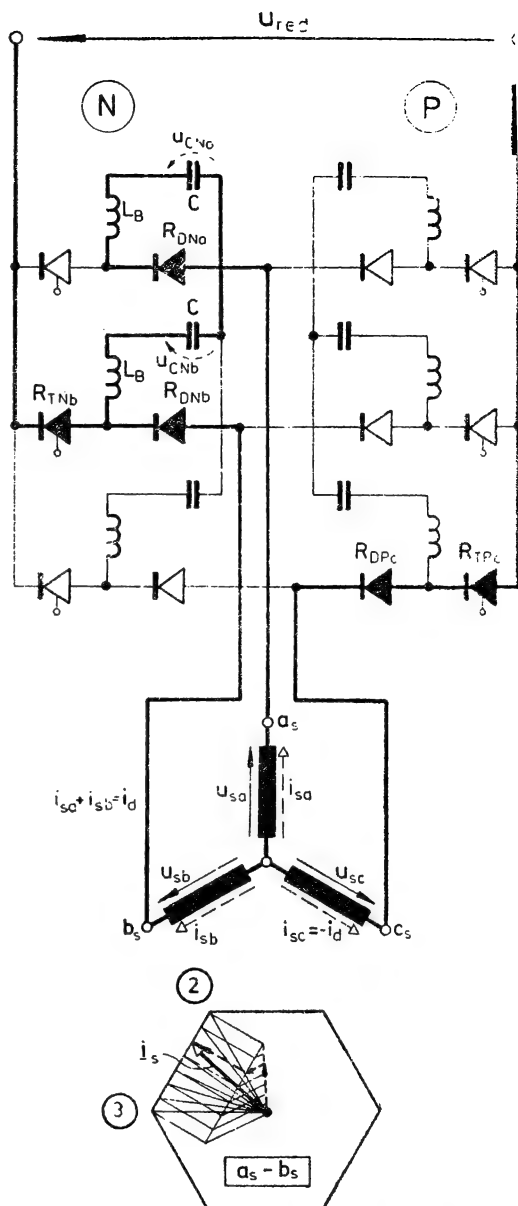 u_red
N P
u_CNa
L_B C
R_DNa
C
u_CNb
L_B
R_TNb R_DNb
R_DPc R_TPc
a_s
u_sa i_sa
i_sa + i_sb = i_d
u_sb u_sc
b_s i_sb i_sc = -i_d c_s
2
i_s
3
a_s - b_s